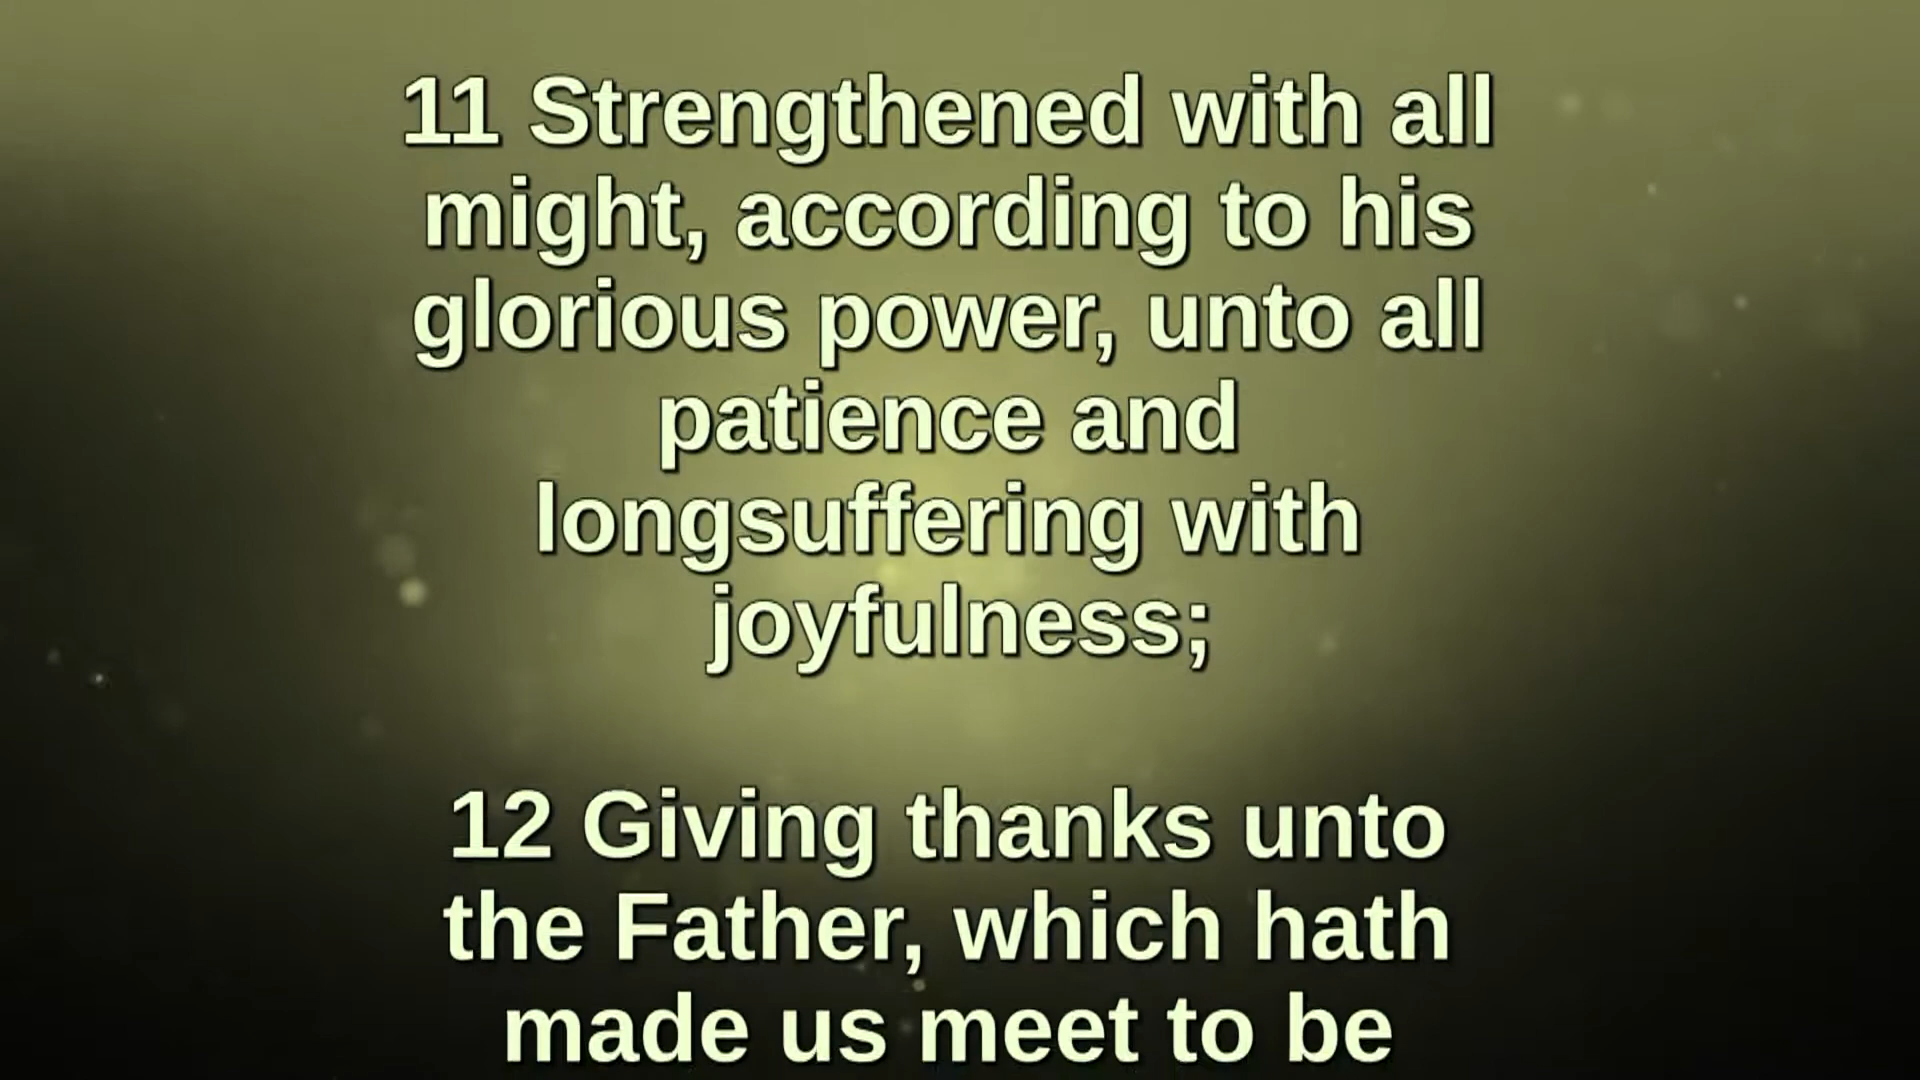 11 Strengthened with all
might, according to his
glorious power, unto all
patience and
longsuffering with
joyfulness;
12 Giving thanks unto
the Father, which hath
made us meet to be